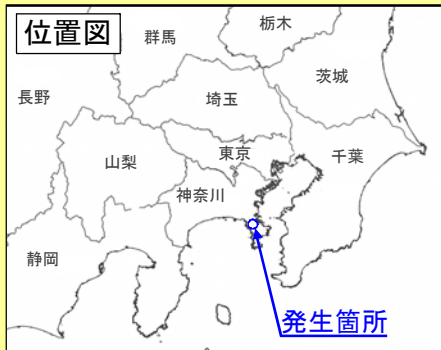 位置図
栃木
群馬
茨城
長野
埼玉
東京
千葉
山梨
神奈川
静岡
発生箇所